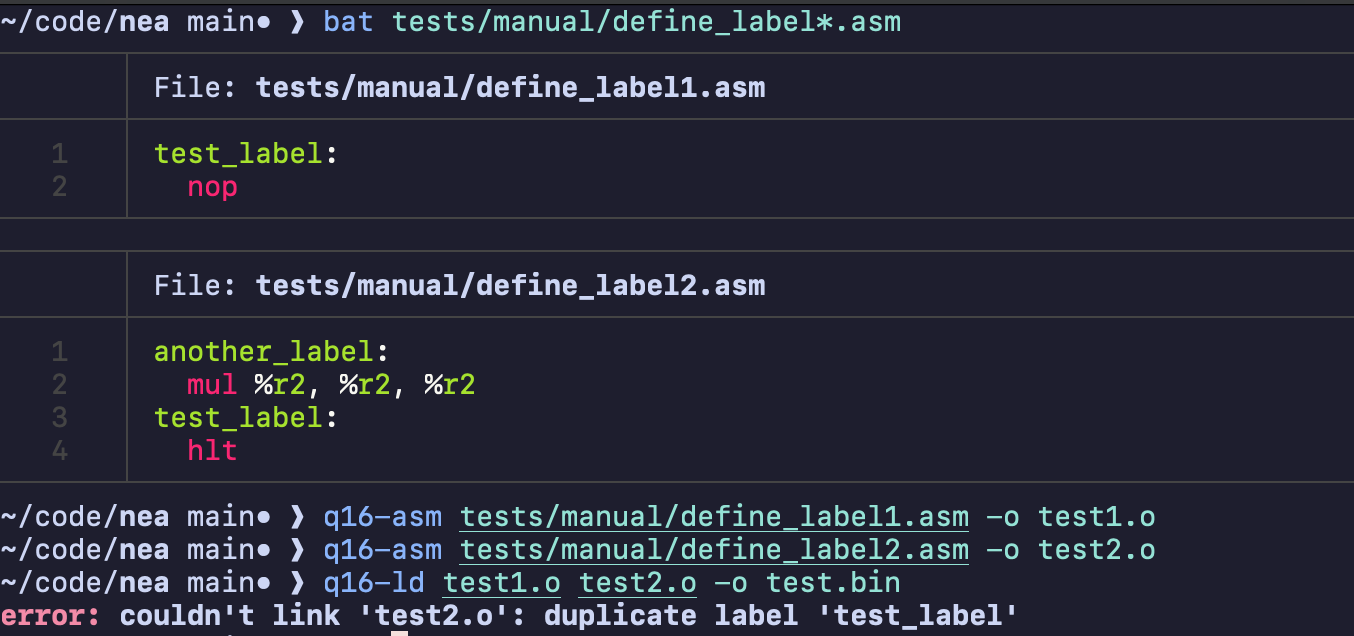 ~/code/nea main● ❯ bat tests/manual/define_label*.asm
File: tests/manual/define_label1.asm
1 test_label:
2   nop
File: tests/manual/define_label2.asm
1 another_label:
2   mul %r2, %r2, %r2
3 test_label:
4   hlt
~/code/nea main● ❯ q16-asm tests/manual/define_label1.asm -o test1.o
~/code/nea main● ❯ q16-asm tests/manual/define_label2.asm -o test2.o
~/code/nea main● ❯ q16-ld test1.o test2.o -o test.bin
error: couldn't link 'test2.o': duplicate label 'test_label'